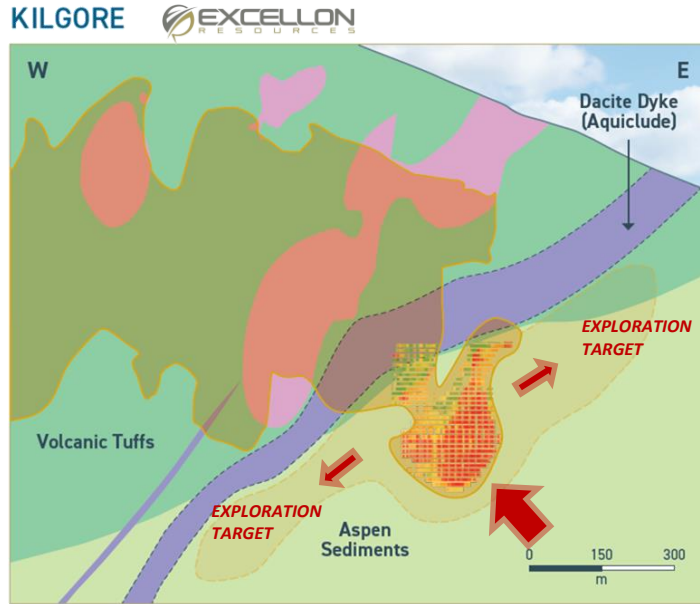 KILGORE
EXCELLON
RESOURCES
W
E
Dacite Dyke
(Aquiclude)
EXPLORATION
TARGET
Volcanic Tuffs
EXPLORATION
TARGET
Aspen
Sediments
0 150 300
m